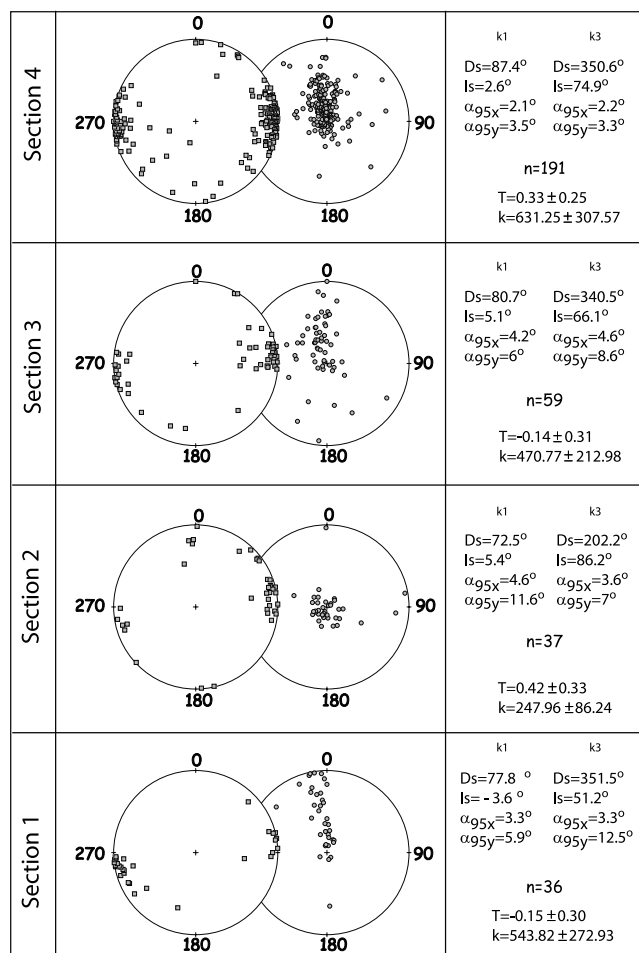 Section 4
0 0
270 90
180 180
k1 k3
Ds=87.4° Ds=350.6°
Is=2.6° Is=74.9°
α95x=2.1° α95x=2.2°
α95y=3.5° α95y=3.3°
n=191
T=0.33 ± 0.25
k=631.25 ± 307.57
Section 3
0 0
270 90
180 180
k1 k3
Ds=80.7° Ds=340.5°
Is=5.1° Is=66.1°
α95x=4.2° α95x=4.6°
α95y=6° α95y=8.6°
n=59
T=-0.14 ± 0.31
k=470.77 ± 212.98
Section 2
0 0
270 90
180 180
k1 k3
Ds=72.5° Ds=202.2°
Is=5.4° Is=86.2°
α95x=4.6° α95x=3.6°
α95y=11.6° α95y=7°
n=37
T=0.42 ± 0.33
k=247.96 ±86.24
Section 1
0 0
270 90
180 180
k1 k3
Ds=77.8 ° Ds=351.5°
Is= -3.6 ° Is=51.2°
α95x=3.3° α95x=3.3°
α95y=5.9° α95y=12.5°
n=36
T=-0.15 ± 0.30
k=543.82 ±272.93